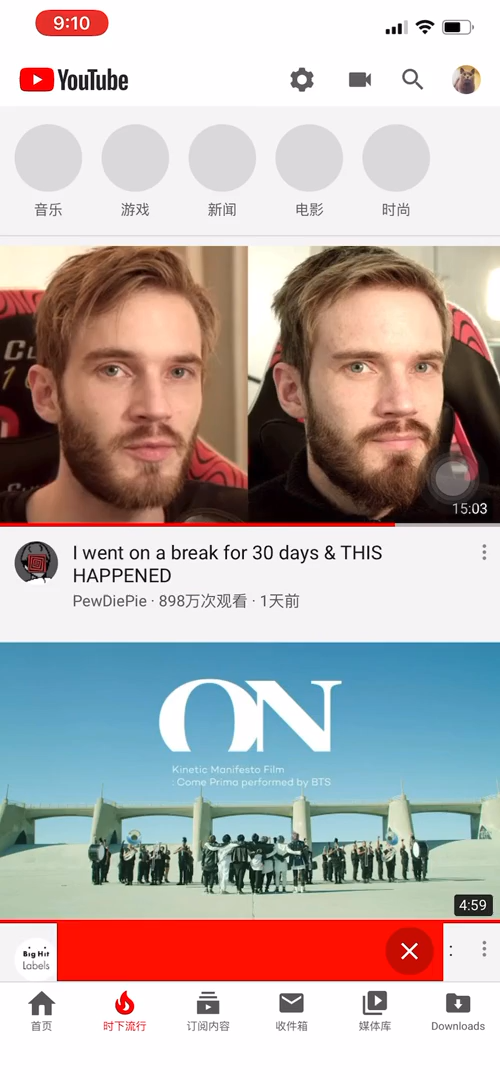 9:10
YouTube
音乐
游戏
新闻
电影
时尚
15:03
I went on a break for 30 days & THIS
HAPPENED
PewDiePie · 898万次观看 · 1天前
ON
Kinetic Manifesto Film
: Come Prima performed by BTS
4:59
BigHit
Labels
:
首页
时下流行
订阅内容
收件箱
媒体库
Downloads